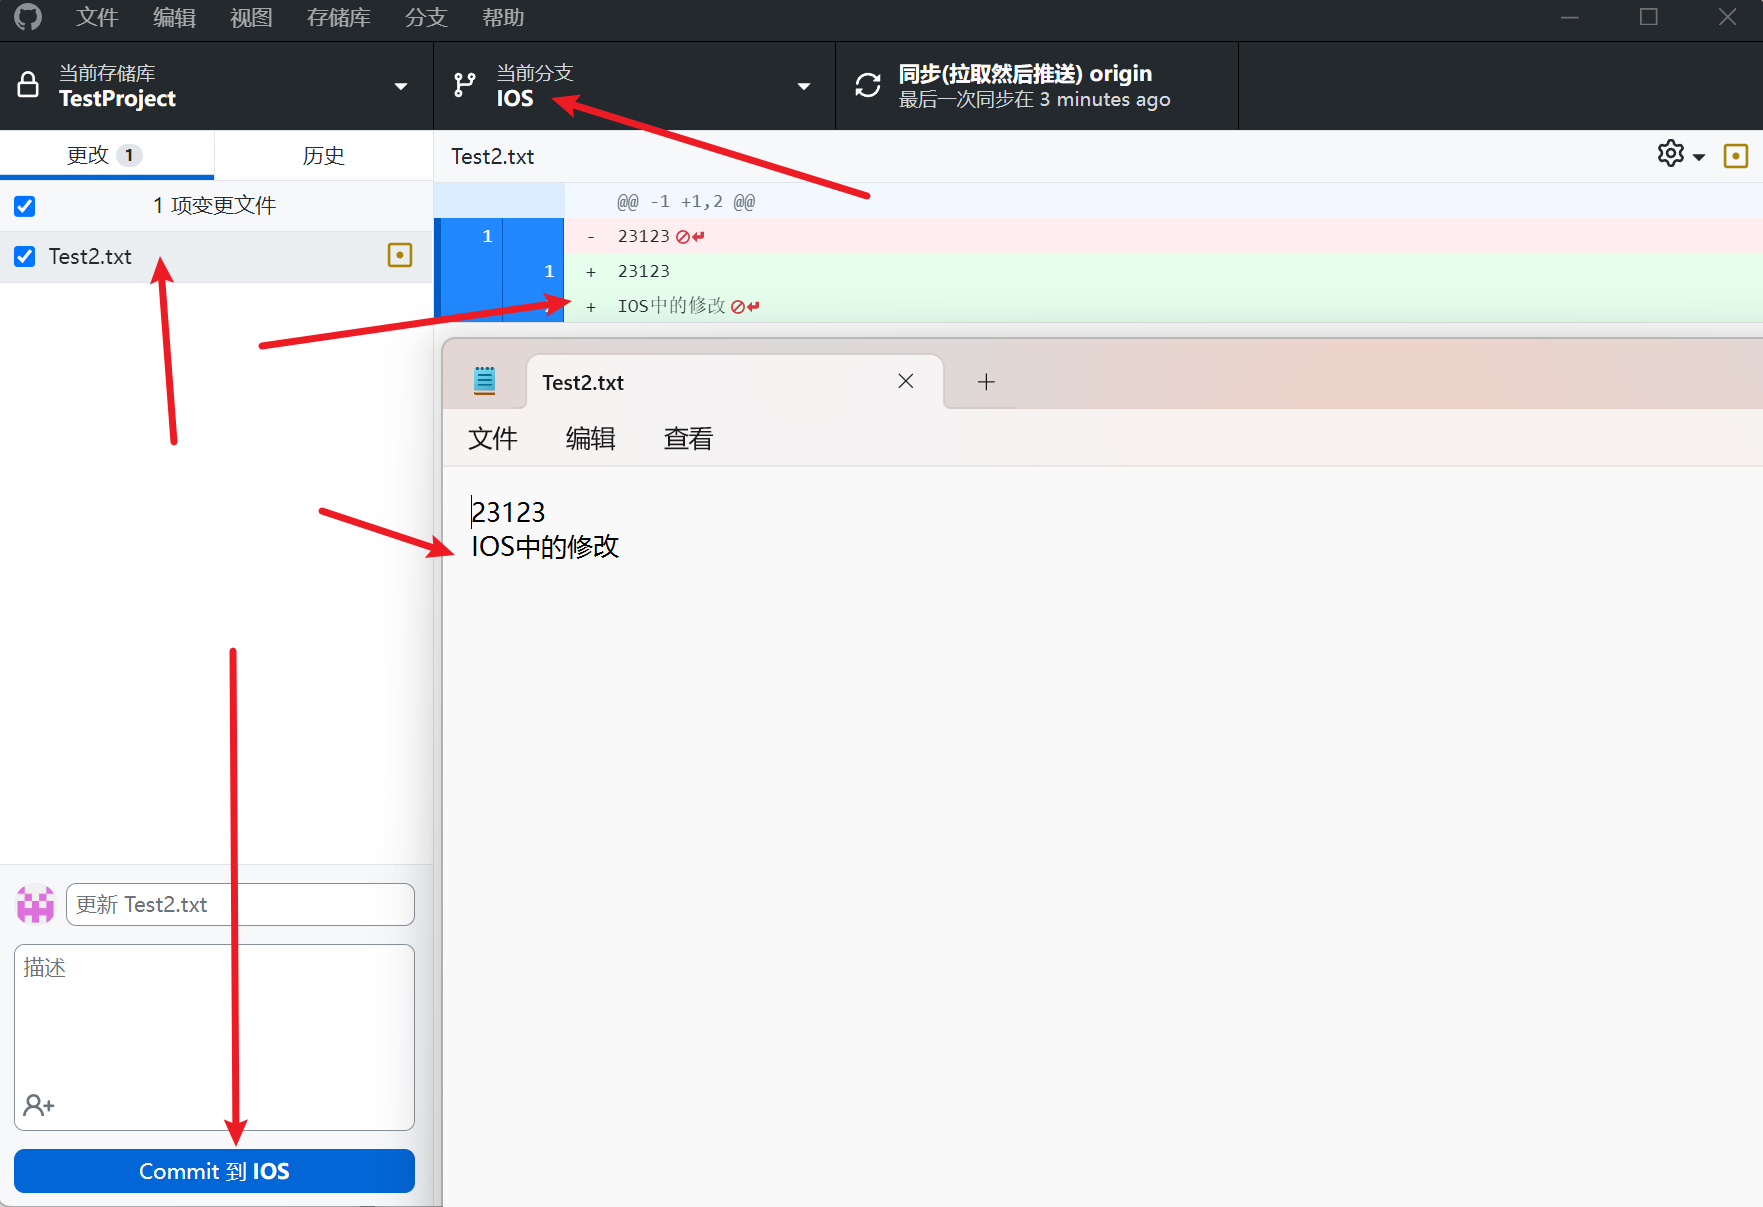 文件 编辑 视图 存储库 分支 帮助
当前存储库
TestProject
当前分支
IOS
同步(拉取然后推送) origin
最后一次同步在 3 minutes ago
更改 1
历史
1 项变更文件
Test2.txt
Test2.txt
@@ -1 +1,2 @@
1 - 23123
1 + 23123
+ IOS中的修改
Test2.txt
文件 编辑 查看
23123
IOS中的修改
更新 Test2.txt
描述
Commit 到 IOS